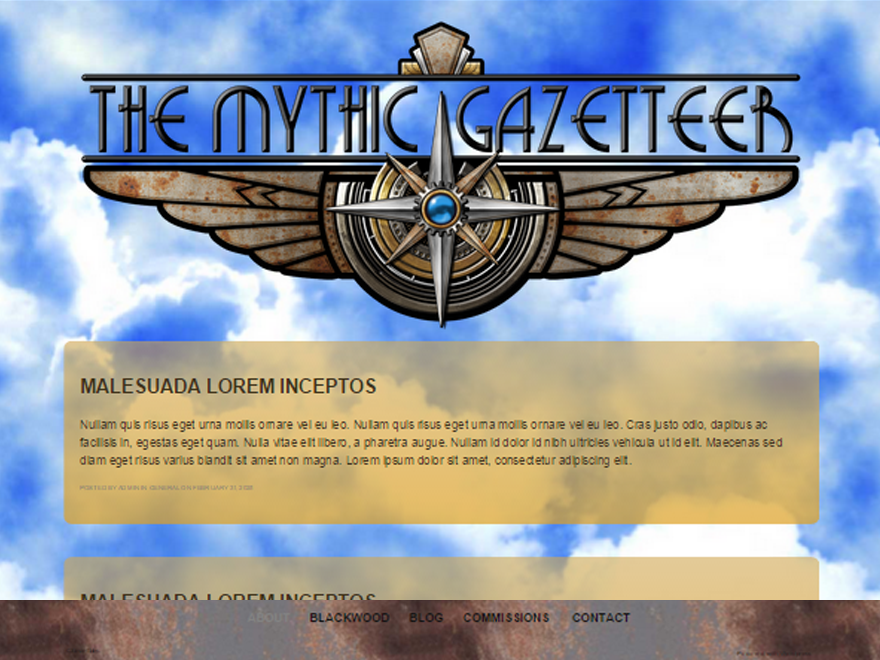 THE MYTHIC GAZETTEER
MALESUADA LOREM INCEPTOS
Nullam quis risus eget urna mollis ornare vel eu leo. Nullam quis risus eget urna mollis ornare vel eu leo. Cras justo odio, dapibus ac
facilisis in, egestas eget quam. Nulla vitae elit libero, a pharetra augue. Nullam id dolor id nibh ultricies vehicula ut id elit. Maecenas sed
diam eget risus varius blandit sit amet non magna. Lorem ipsum dolor sit amet, consectetur adipiscing elit.
POSTED BY ADMIN IN GENERAL ON FEBRUARY
MALESUADA LOREM INCEPTOS
ABOUT BLACKWOOD BLOG COMMISSIONS CONTACT